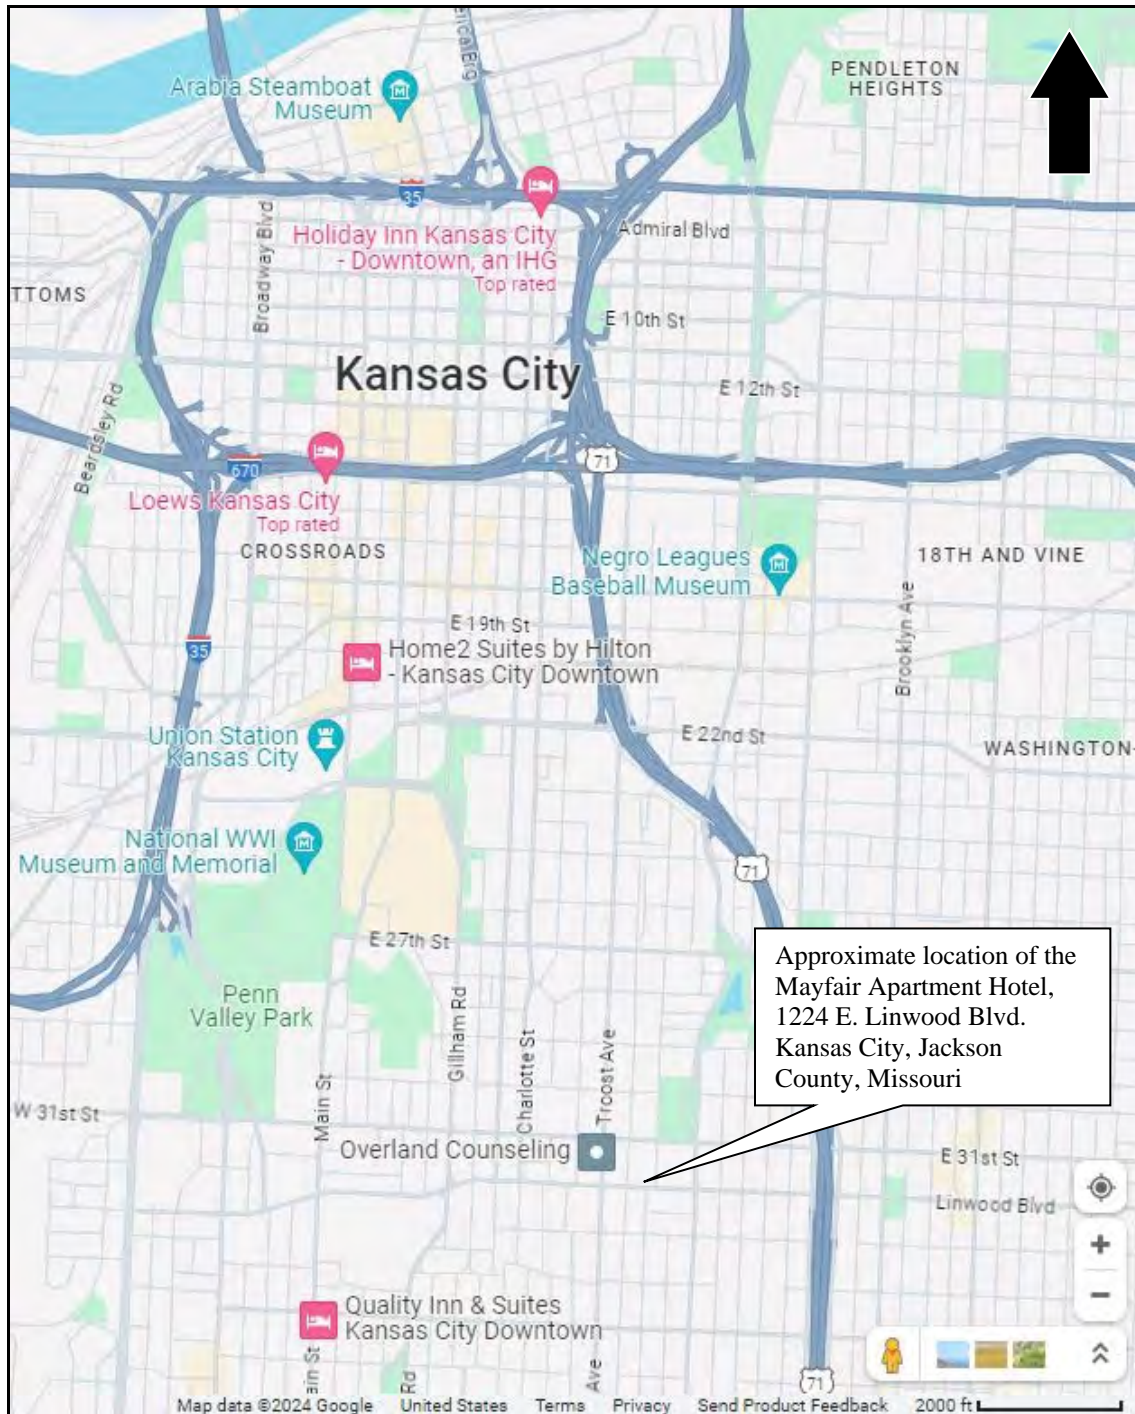 ericaBlg
PENDLETON
HEIGHTS
Arabia Steamboat
Museum
35
Broadway Blvd
Admiral Blvd
Holiday Inn Kansas City
- Downtown, an IHG
Top rated
TTOMS
E 10th St
Kansas City
E 12th St
Beardsley Rd
71
670
Loews Kansas City
Top rated
CROSSROADS
Negro Leagues
Baseball Museum
18TH AND VINE
Brooklyn Ave
E 19th St
35
Home2 Suites by Hilton
- Kansas City Downtown
Union Station
Kansas City
E 22nd St
WASHINGTON-
National WWI
Museum and Memorial
71
E 27th St
Approximate location of the
Mayfair Apartment Hotel,
1224 E. Linwood Blvd.
Kansas City, Jackson
County, Missouri
Penn
Valley Park
Gillham Rd
Charlotte St
Troost Ave
Main St
W 31st St
Overland Counseling
E 31st St
Linwood Blvd
Quality Inn & Suites
Kansas City Downtown
ain St
Rd
Ave
71
Map data ©2024 Google United States Terms Privacy Send Product Feedback 2000 ft